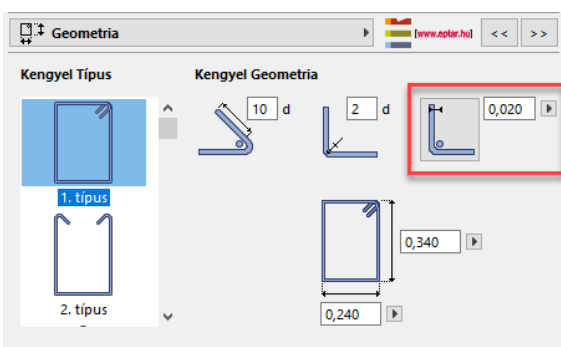 Geometria
[www.eptar.hu]
<< >>
Kengyel Típus
Kengyel Geometria
10 d
2 d
0,020
1. típus
0,340
2. típus
0,240